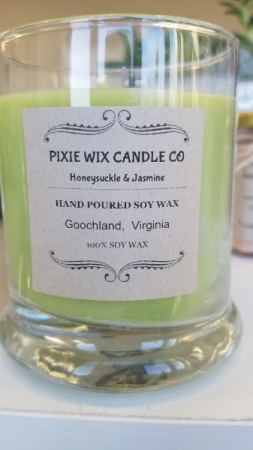 PIXIE WIX CANDLE CO
Honeysuckle & Jasmine
HAND POURED SOY WAX
Goochland, Virginia
100% SOY WAX